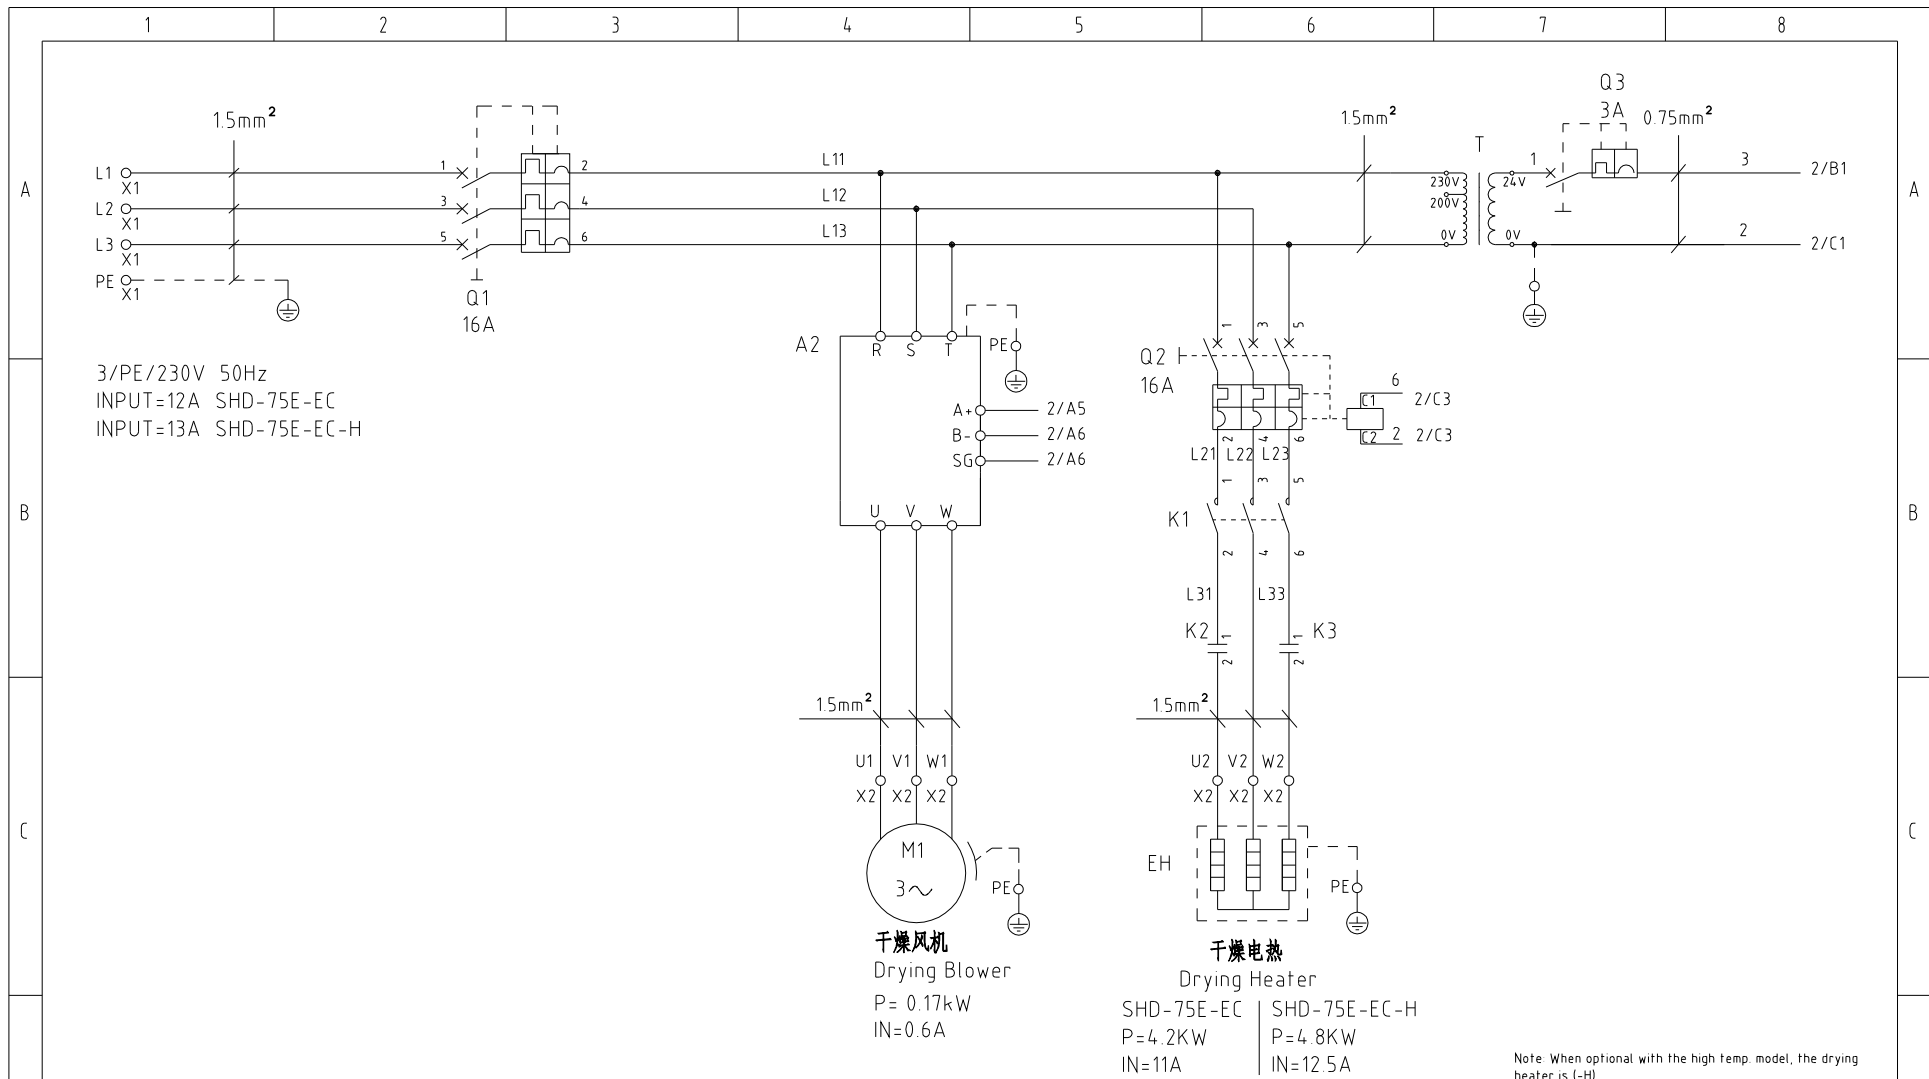 1 2 3 4 5 6 7 8
A
B
C
A
B
C
1.5mm²
L1
X1
L2
X1
L3
X1
PE
X1
1 2
3 4
5 6
Q1
16A
3/PE/230V 50Hz
INPUT=12A SHD-75E-EC
INPUT=13A SHD-75E-EC-H
L11
L12
L13
A2
R S T
PE
A+ 2/A5
B- 2/A6
SG 2/A6
U V W
1.5mm²
U1 V1 W1
X2 X2 X2
M1
3~
PE
干燥风机
Drying Blower
P= 0.17kW
IN=0.6A
1 3 5
Q2
16A
2 4 6
6
C1 2/C3
C2 2 2/C3
L21 L22 L23
1 3 5
K1
2 4 6
L31 L33
K2 1 2
1 2 K3
1.5mm²
U2 V2 W2
X2 X2 X2
EH
PE
干燥电热
Drying Heater
SHD-75E-EC SHD-75E-EC-H
P=4.2KW P=4.8KW
IN=11A IN=12.5A
1.5mm²
T
230V
200V
0V
24V
0V
1
Q3
3A
0.75mm²
3 2/B1
2 2/C1
Note: When optional with the high temp. model, the drying
heater is (-H)